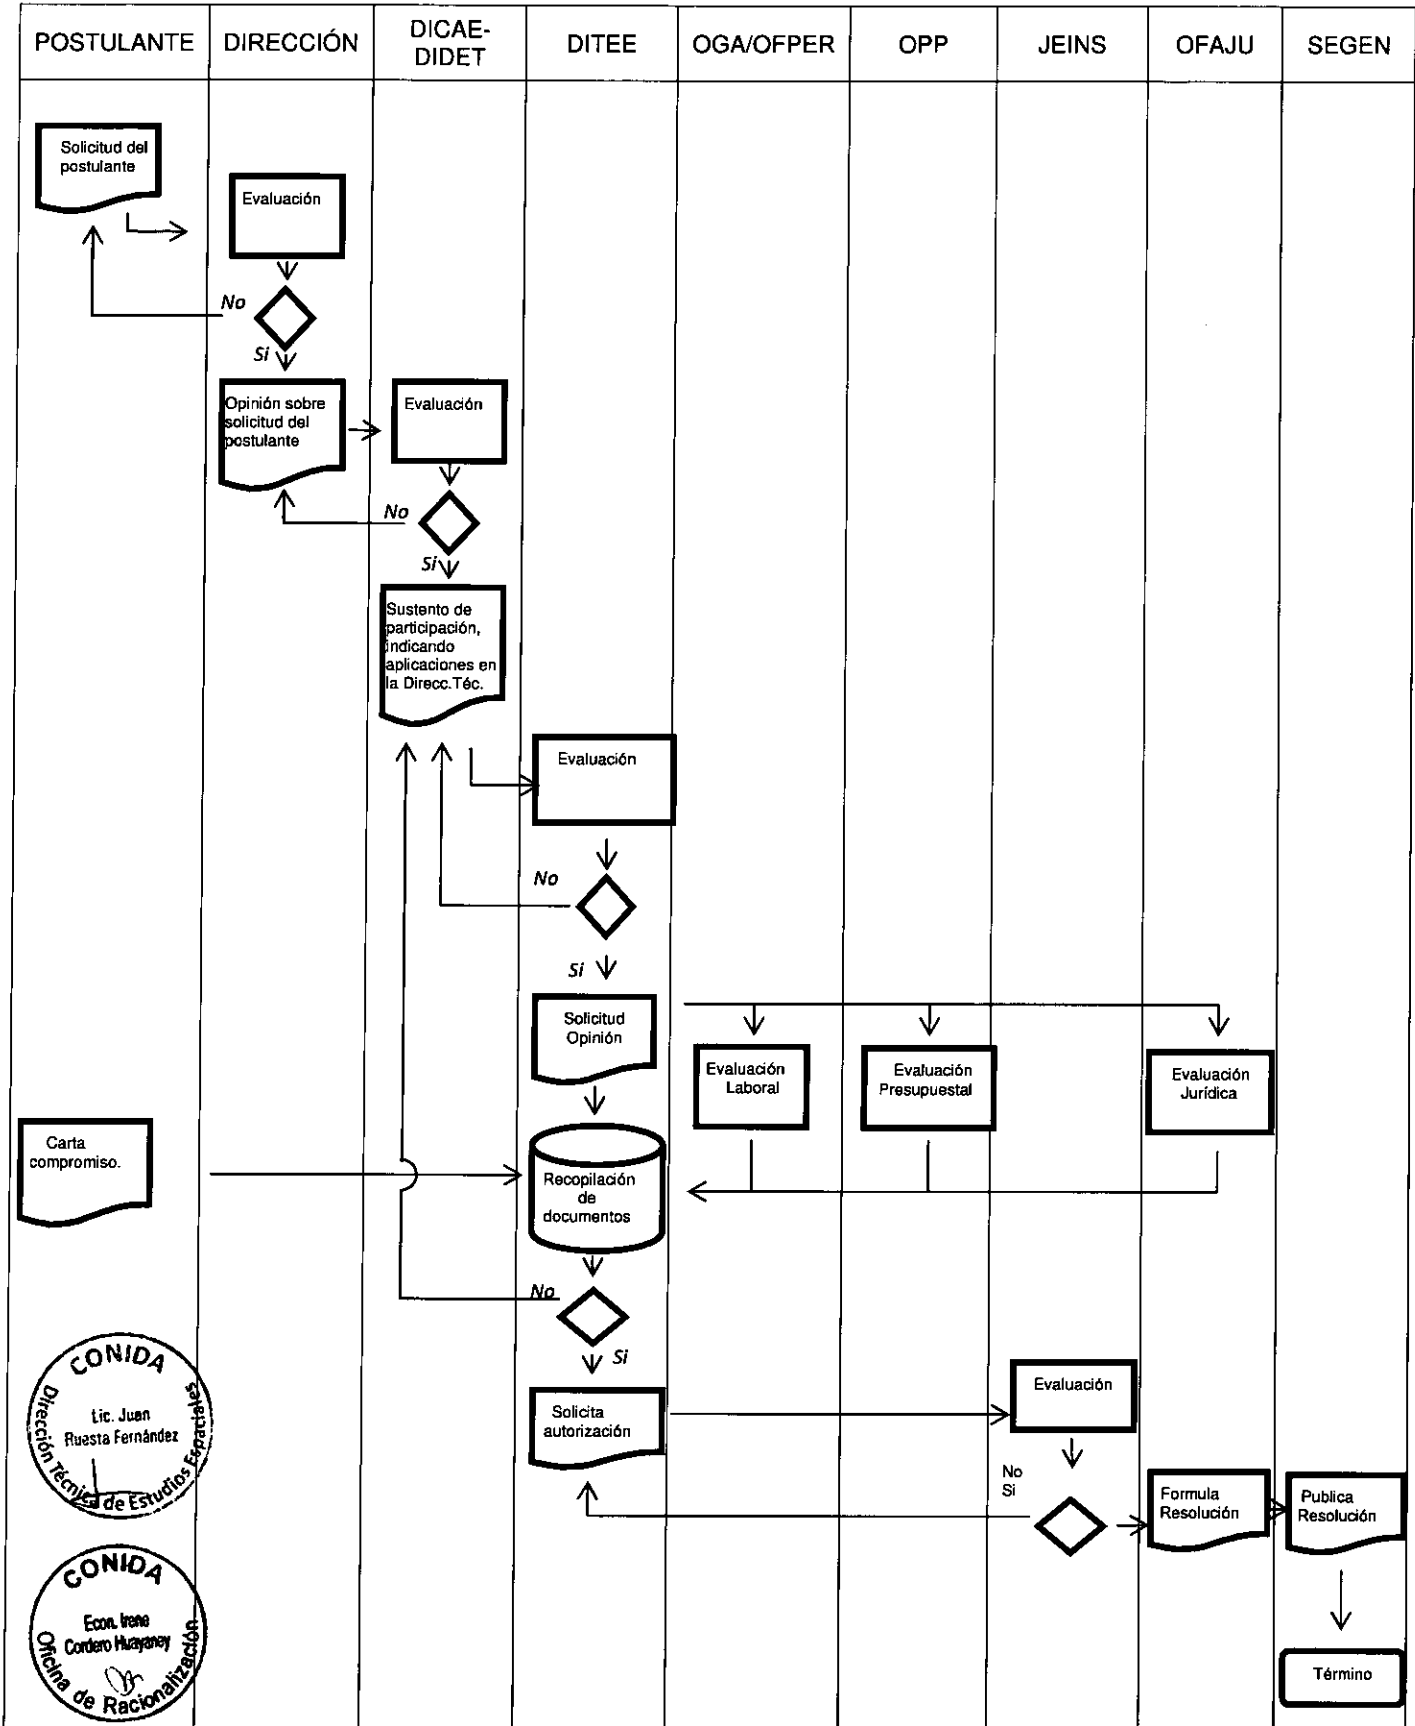 POSTULANTE
DIRECCIÓN
DICAE-
DIDET
DITEE
OGA/OFPER
OPP
JEINS
OFAJU
SEGEN
Solicitud del
postulante
Evaluación
No
Si
Opinión sobre
solicitud del
postulante
Evaluación
No
Si
Sustento de
participación,
indicando
aplicaciones en
la Direcc.Téc.
Evaluación
No
Si
Solicitud
Opinión
Evaluación
Laboral
Evaluación
Presupuestal
Evaluación
Jurídica
Carta
compromiso.
Recopilación
de
documentos
No
Si
Solicita
autorización
Evaluación
No
Si
Formula
Resolución
Publica
Resolución
Término
CONIDA
Lic. Juan
Ruesta Fernández
Dirección Técnica de Estudios Espaciales
CONIDA
Econ. Irene
Cordero Huayaney
Oficina de Racionalización